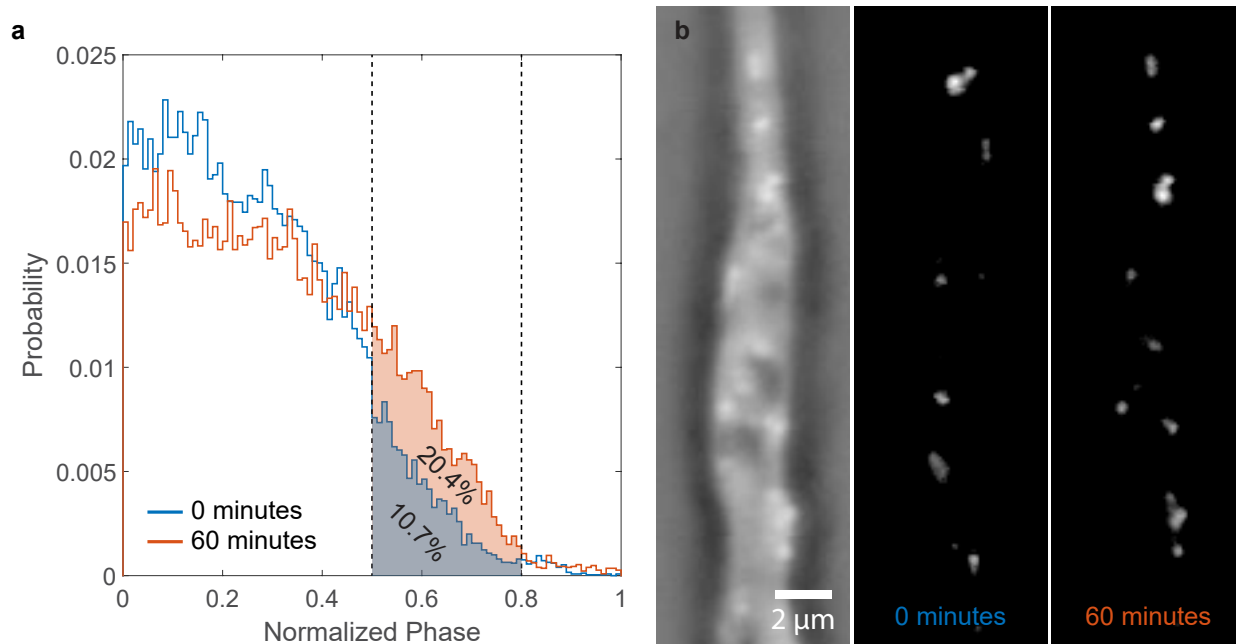 a
0.025
0.02
0.015
0.01
0.005
0
Probability
20.4%
10.7%
0 minutes
60 minutes
0
0.2
0.4
0.6
0.8
1
Normalized Phase
b
2 µm
0 minutes
60 minutes